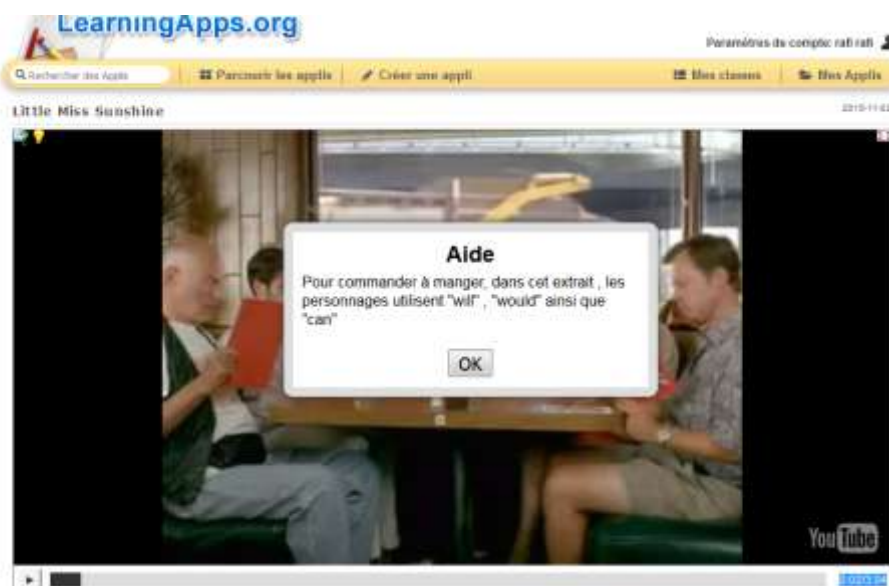 LearningApps.org
Paramètres du compte: rafi rafi
Rechercher des Applis
Parcourir les applis
Créer une appli
Mes classes
Mes Applis
Little Miss Sunshine
Aide
Pour commander à manger, dans cet extrait , les
personnages utilisent "will" , "would" ainsi que
"can"
OK
YouTube